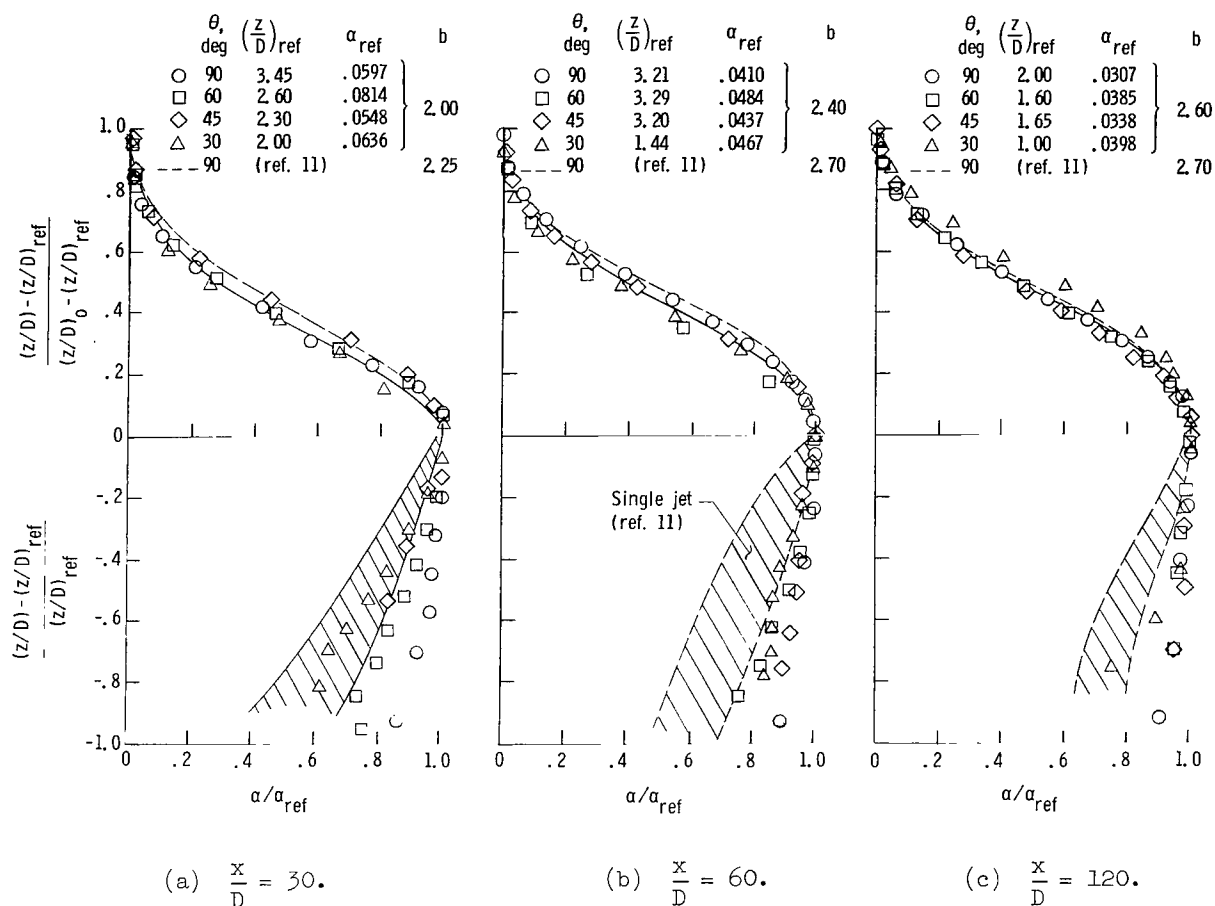 θ, deg (z/D)ref αref b
○ 90 3.45 .0597
□ 60 2.60 .0814
◇ 45 2.30 .0548
△ 30 2.00 .0636
2.00
--- 90 (ref. 11) 2.25
θ, deg (z/D)ref αref b
○ 90 3.21 .0410
□ 60 3.29 .0484
◇ 45 3.20 .0437
△ 30 1.44 .0467
2.40
--- 90 (ref. 11) 2.70
θ, deg (z/D)ref αref b
○ 90 2.00 .0307
□ 60 1.60 .0385
◇ 45 1.65 .0338
△ 30 1.00 .0398
2.60
--- 90 (ref. 11) 2.70
(z/D) - (z/D)ref
(z/D)0 - (z/D)ref
(z/D) - (z/D)ref
(z/D)ref
1.0
.8
.6
.4
.2
0
-.2
-.4
-.6
-.8
-1.0
Single jet
(ref. 11)
0 .2 .4 .6 .8 1.0
0 .2 .4 .6 .8 1.0
0 .2 .4 .6 .8 1.0
α/αref
α/αref
α/αref
(a) x/D = 30.
(b) x/D = 60.
(c) x/D = 120.